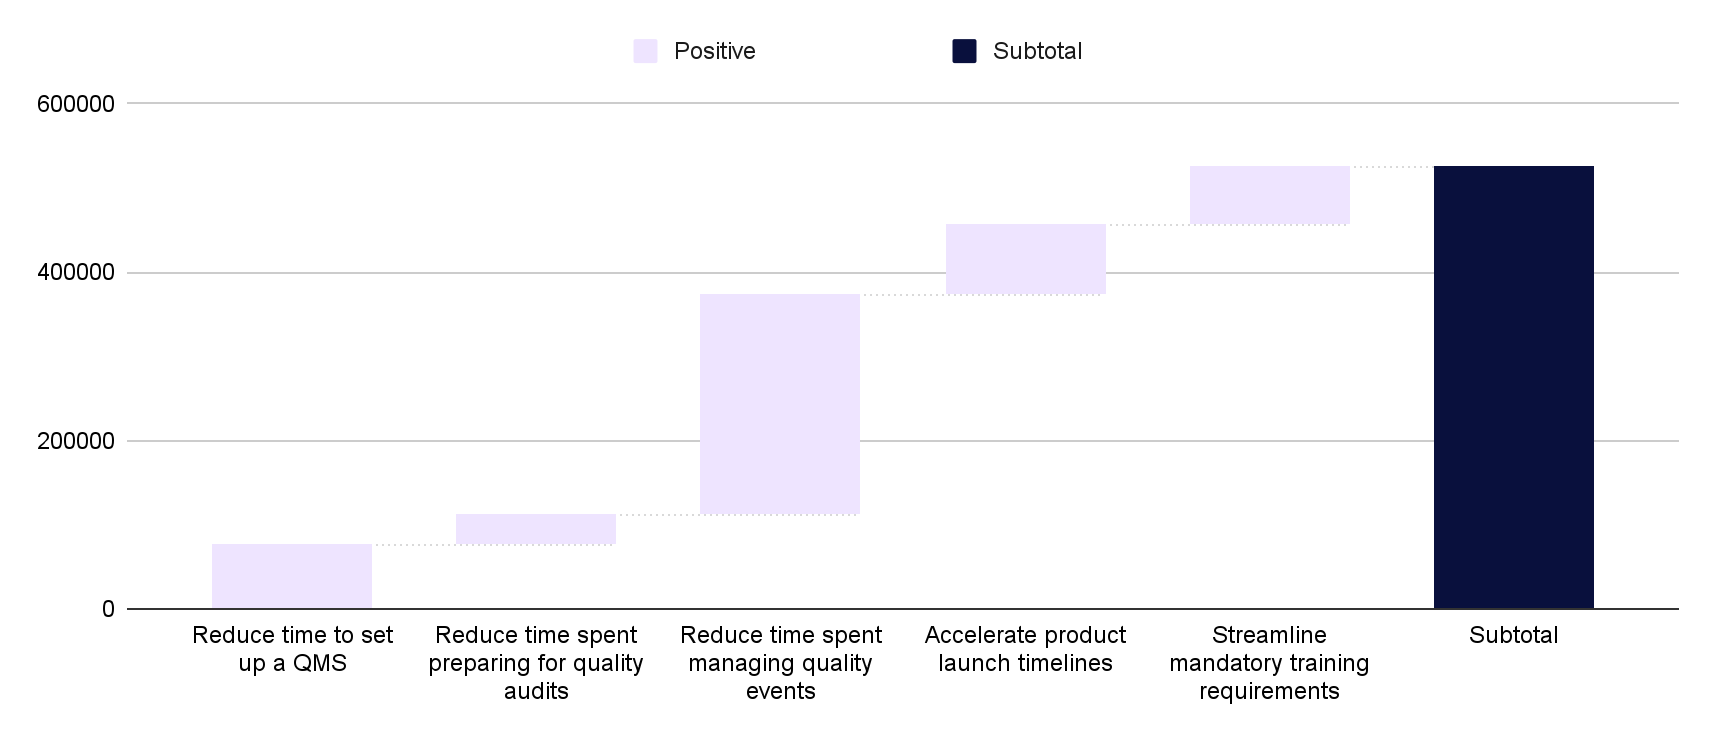 Positive
Subtotal
600000
400000
200000
0
Reduce time to set
up a QMS
Reduce time spent
preparing for quality
audits
Reduce time spent
managing quality
events
Accelerate product
launch timelines
Streamline
mandatory training
requirements
Subtotal